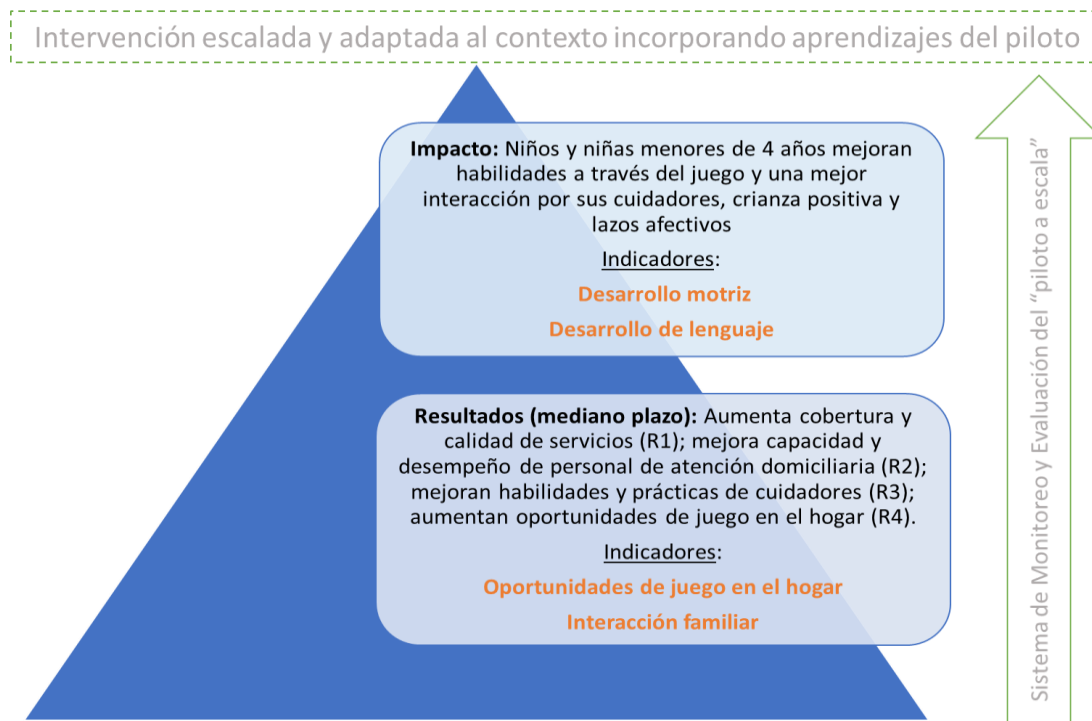 Intervención escalada y adaptada al contexto incorporando aprendizajes del piloto
Impacto: Niños y niñas menores de 4 años mejoran
habilidades a través del juego y una mejor
interacción por sus cuidadores, crianza positiva y
lazos afectivos
Indicadores:
Desarrollo motriz
Desarrollo de lenguaje
Resultados (mediano plazo): Aumenta cobertura y
calidad de servicios (R1); mejora capacidad y
desempeño de personal de atención domiciliaria (R2);
mejoran habilidades y prácticas de cuidadores (R3);
aumentan oportunidades de juego en el hogar (R4).
Indicadores:
Oportunidades de juego en el hogar
Interacción familiar
Sistema de Monitoreo y Evaluación del “piloto a escala”